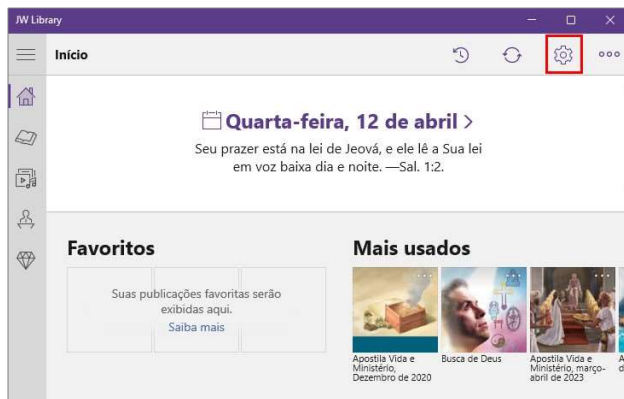 JW Library
Início
Quarta-feira, 12 de abril >
Seu prazer está na lei de Jeová, e ele lê a Sua lei
em voz baixa dia e noite. —Sal. 1:2.
Favoritos
Mais usados
Suas publicações favoritas serão
exibidas aqui.
Saiba mais
Apostila Vida e
Ministério,
Dezembro de 2020
Busca de Deus
Apostila Vida e
Ministério, março-
abril de 2023
A
d